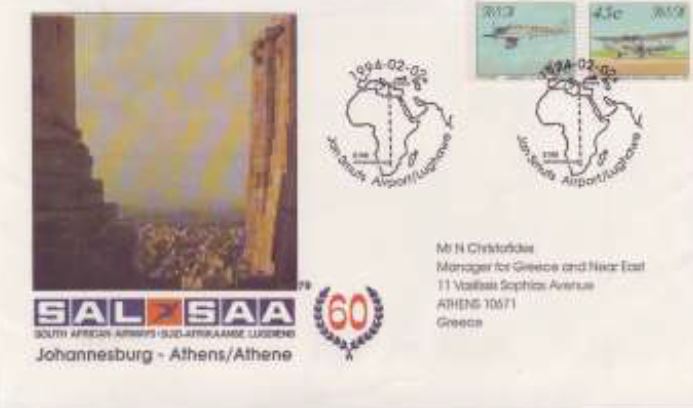 RSA
45c RSA
1994-02-02
Jan Smuts Airport/Lughawe
1994-02-02
Jan Smuts Airport/Lughawe
79
SAL SAA
SOUTH AFRICAN AIRWAYS•SUID-AFRIKAANSE LUGDIENS
60
Johannesburg - Athens/Athene
Mr N Christofides
Manager for Greece and Near East
11 Vasilisis Sophias Avenue
ATHENS 10671
Greece